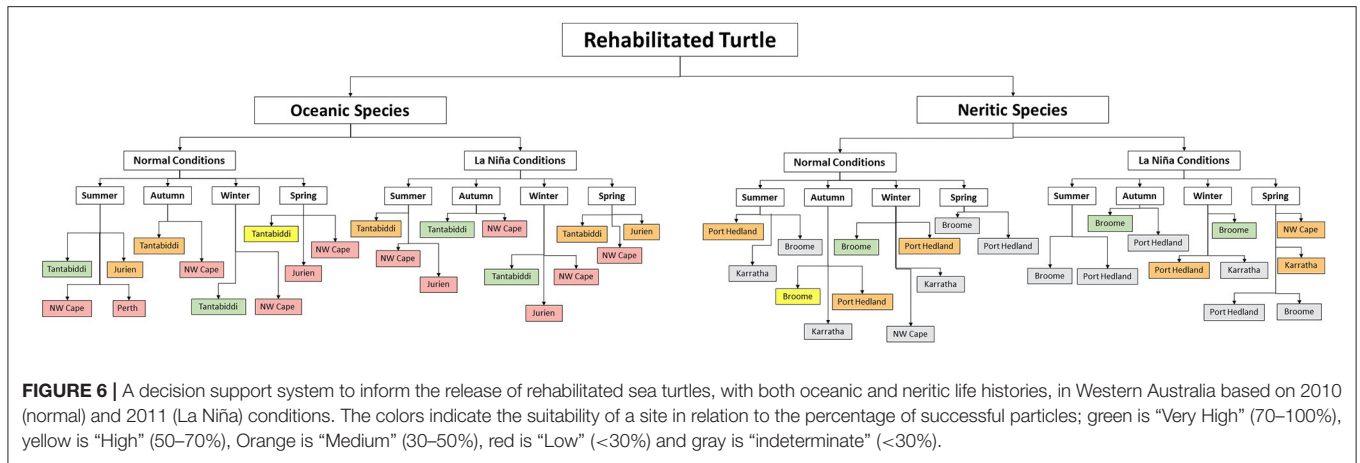 Rehabilitated Turtle
Oceanic Species
Neritic Species
Normal Conditions
La Niña Conditions
Normal Conditions
La Niña Conditions
Summer
Autumn
Winter
Spring
Summer
Autumn
Winter
Spring
Summer
Autumn
Winter
Spring
Summer
Autumn
Winter
Spring
Tantabiddi
Jurien
NW Cape
Perth
Tantabiddi
NW Cape
Tantabiddi
NW Cape
Tantabiddi
NW Cape
Jurien
Tantabiddi
NW Cape
Jurien
Tantabiddi
NW Cape
Tantabiddi
NW Cape
Jurien
Tantabiddi
Jurien
NW Cape
Port Hedland
Broome
Karratha
Broome
Port Hedland
Karratha
Broome
Port Hedland
Karratha
NW Cape
Broome
Port Hedland
Broome
Port Hedland
Broome
Port Hedland
Broome
Port Hedland
Karratha
NW Cape
Karratha
Port Hedland
Broome
FIGURE 6 | A decision support system to inform the release of rehabilitated sea turtles, with both oceanic and neritic life histories, in Western Australia based on 2010
(normal) and 2011 (La Niña) conditions. The colors indicate the suitability of a site in relation to the percentage of successful particles; green is “Very High” (70–100%),
yellow is “High” (50–70%), Orange is “Medium” (30–50%), red is “Low” (<30%) and gray is “indeterminate” (<30%).